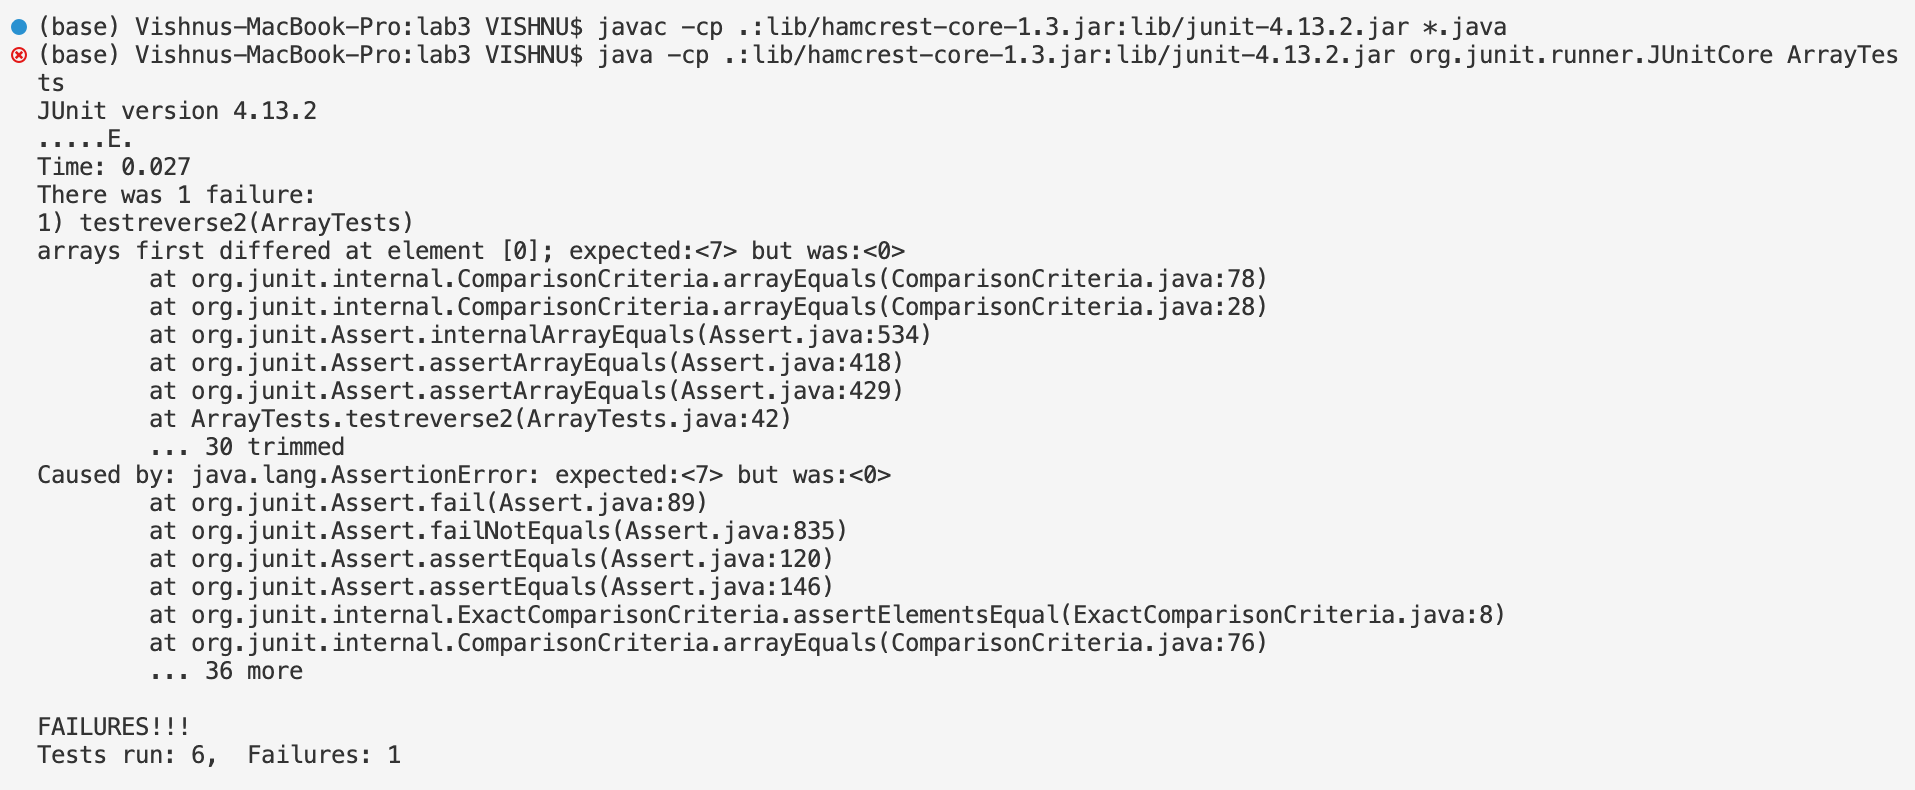 (base) Vishnus-MacBook-Pro:lab3 VISHNU$ javac -cp .:lib/hamcrest-core-1.3.jar:lib/junit-4.13.2.jar *.java
(base) Vishnus-MacBook-Pro:lab3 VISHNU$ java -cp .:lib/hamcrest-core-1.3.jar:lib/junit-4.13.2.jar org.junit.runner.JUnitCore ArrayTes
ts
JUnit version 4.13.2
.....E.
Time: 0.027
There was 1 failure:
1) testreverse2(ArrayTests)
arrays first differed at element [0]; expected:<7> but was:<0>
        at org.junit.internal.ComparisonCriteria.arrayEquals(ComparisonCriteria.java:78)
        at org.junit.internal.ComparisonCriteria.arrayEquals(ComparisonCriteria.java:28)
        at org.junit.Assert.internalArrayEquals(Assert.java:534)
        at org.junit.Assert.assertArrayEquals(Assert.java:418)
        at org.junit.Assert.assertArrayEquals(Assert.java:429)
        at ArrayTests.testreverse2(ArrayTests.java:42)
        ... 30 trimmed
Caused by: java.lang.AssertionError: expected:<7> but was:<0>
        at org.junit.Assert.fail(Assert.java:89)
        at org.junit.Assert.failNotEquals(Assert.java:835)
        at org.junit.Assert.assertEquals(Assert.java:120)
        at org.junit.Assert.assertEquals(Assert.java:146)
        at org.junit.internal.ExactComparisonCriteria.assertElementsEqual(ExactComparisonCriteria.java:8)
        at org.junit.internal.ComparisonCriteria.arrayEquals(ComparisonCriteria.java:76)
        ... 36 more

FAILURES!!!
Tests run: 6,  Failures: 1